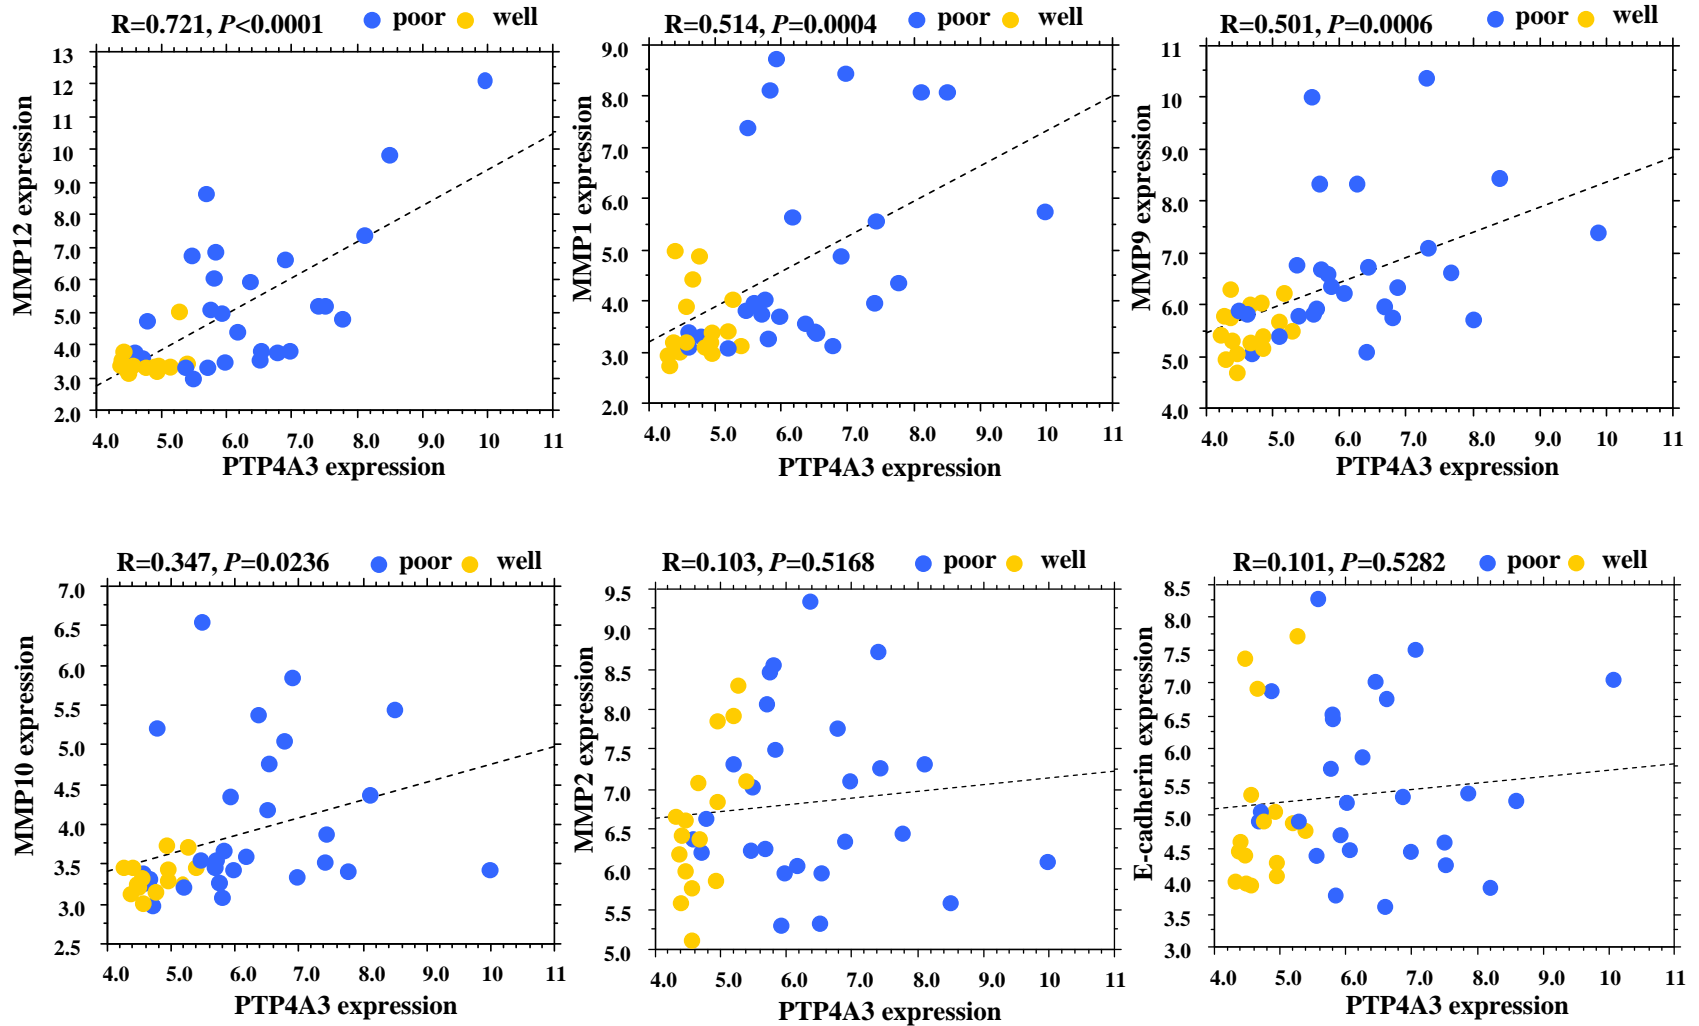 R=0.721, P<0.0001 poor well
13
12
11
10
9.0
8.0
7.0
6.0
5.0
4.0
3.0
2.0
MMP12 expression
4.0 5.0 6.0 7.0 8.0 9.0 10 11
PTP4A3 expression
R=0.514, P=0.0004 poor well
9.0
8.0
7.0
6.0
5.0
4.0
3.0
2.0
MMP1 expression
4.0 5.0 6.0 7.0 8.0 9.0 10 11
PTP4A3 expression
R=0.501, P=0.0006 poor well
11
10
9.0
8.0
7.0
6.0
5.0
4.0
MMP9 expression
4.0 5.0 6.0 7.0 8.0 9.0 10 11
PTP4A3 expression
R=0.347, P=0.0236 poor well
7.0
6.5
6.0
5.5
5.0
4.5
4.0
3.5
3.0
2.5
MMP10 expression
4.0 5.0 6.0 7.0 8.0 9.0 10 11
PTP4A3 expression
R=0.103, P=0.5168 poor well
9.5
9.0
8.5
8.0
7.5
7.0
6.5
6.0
5.5
5.0
MMP2 expression
4.0 5.0 6.0 7.0 8.0 9.0 10 11
PTP4A3 expression
R=0.101, P=0.5282 poor well
8.5
8.0
7.5
7.0
6.5
6.0
5.5
5.0
4.5
4.0
3.5
3.0
E-cadherin expression
4.0 5.0 6.0 7.0 8.0 9.0 10 11
PTP4A3 expression